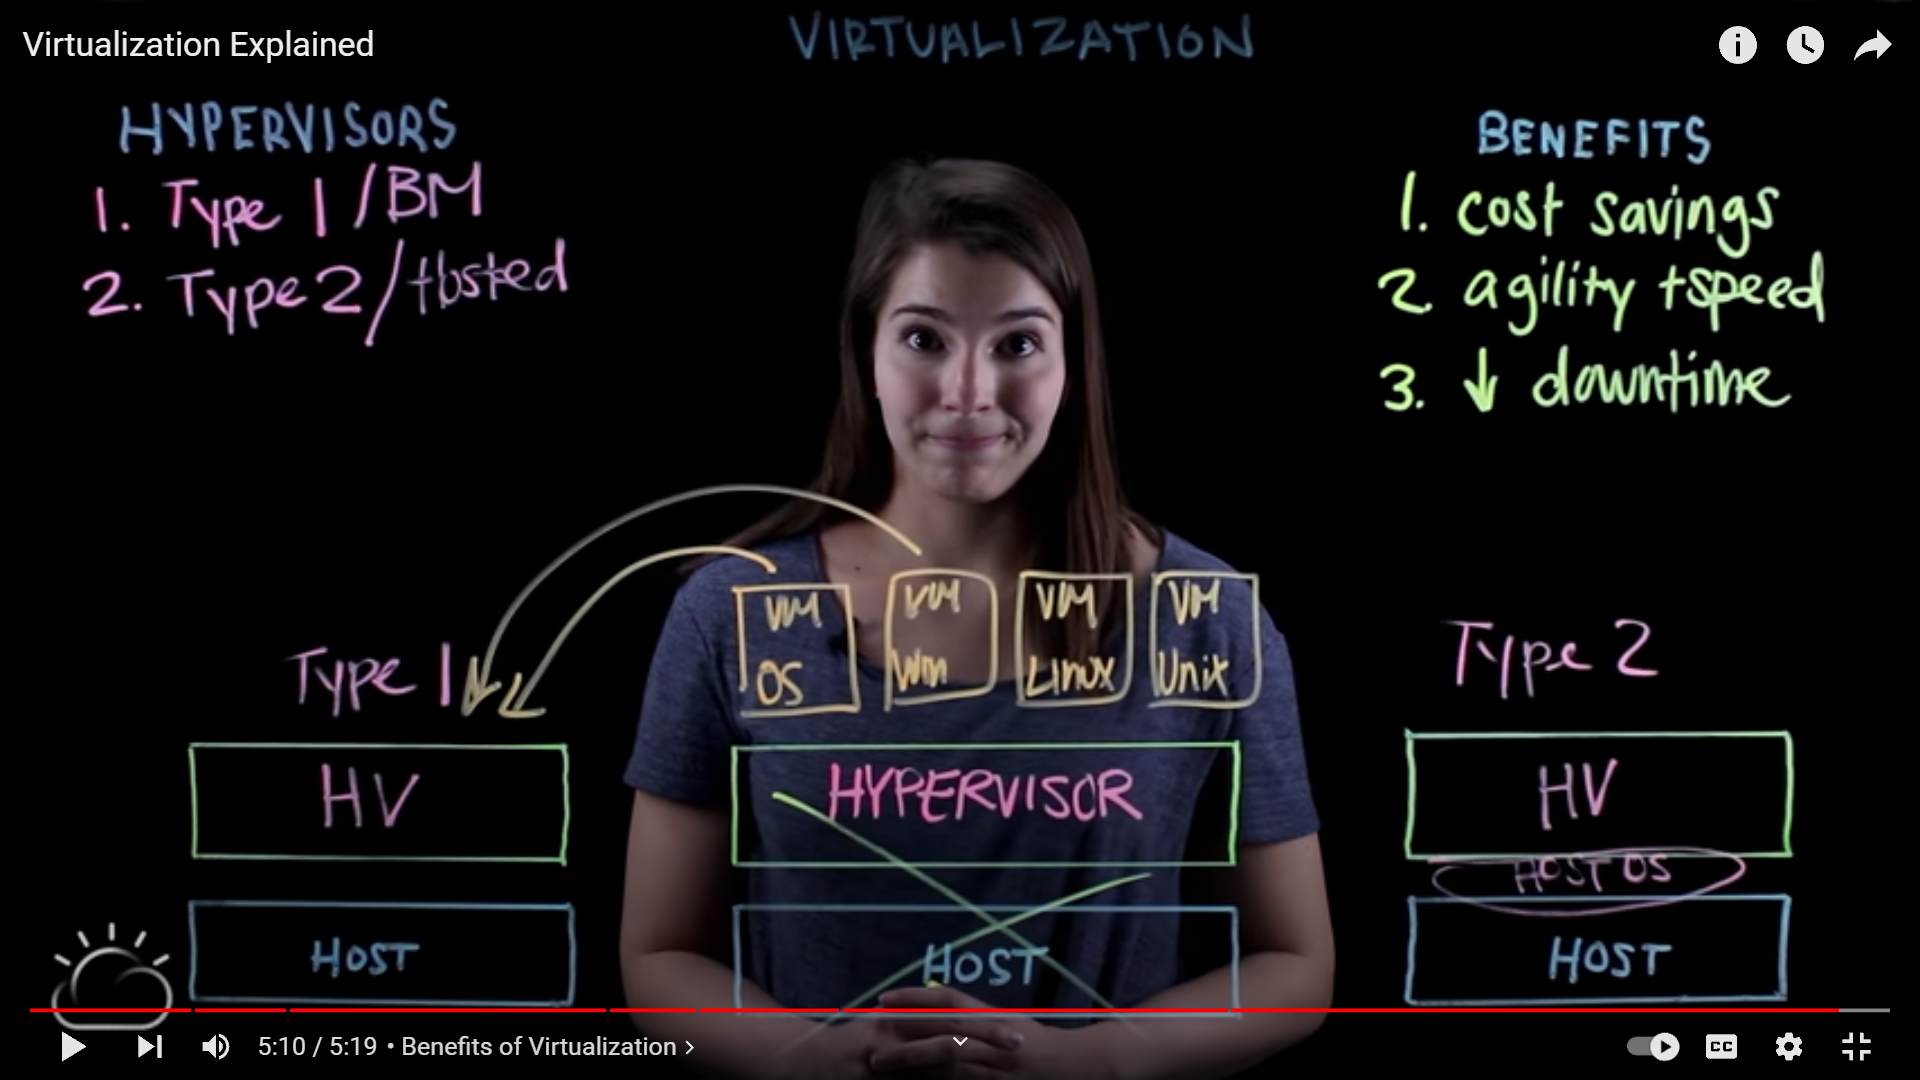 Virtualization Explained
VIRTUALIZATION
HYPERVISORS
1. Type 1/BM
2. Type 2/Hosted
BENEFITS
1. cost savings
2. agility + speed
3. ↓ downtime
VM
OS
VM
Win
VM
Linux
VM
Unix
Type 1
HV
HOST
HYPERVISOR
HOST
Type 2
HV
HOST OS
HOST
5:10 / 5:19 • Benefits of Virtualization
CC